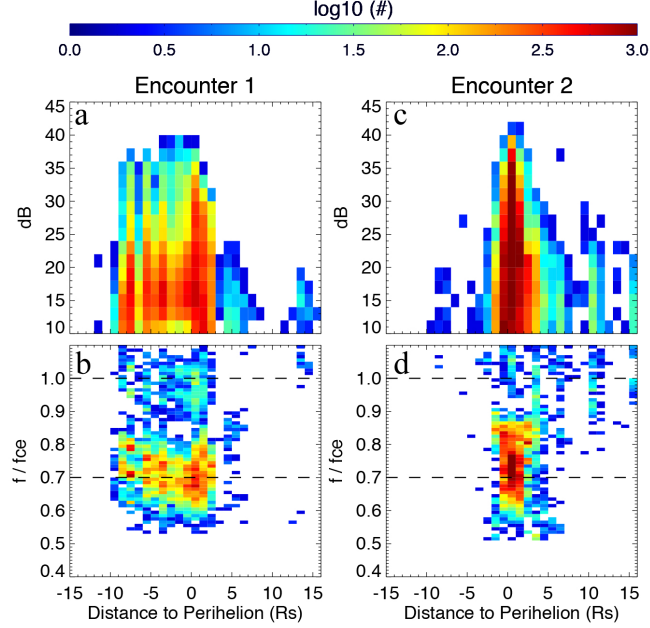 log10 (#)
0.0 0.5 1.0 1.5 2.0 2.5 3.0
Encounter 1 Encounter 2
a c
45 45
40 40
35 35
30 30
25 25
20 20
15 15
10 10
dB dB
b d
1.0 1.0
0.9 0.9
0.8 0.8
0.7 0.7
0.6 0.6
0.5 0.5
0.4 0.4
f / fce f / fce
-15 -10 -5 0 5 10 15 -15 -10 -5 0 5 10 15
Distance to Perihelion (Rs) Distance to Perihelion (Rs)